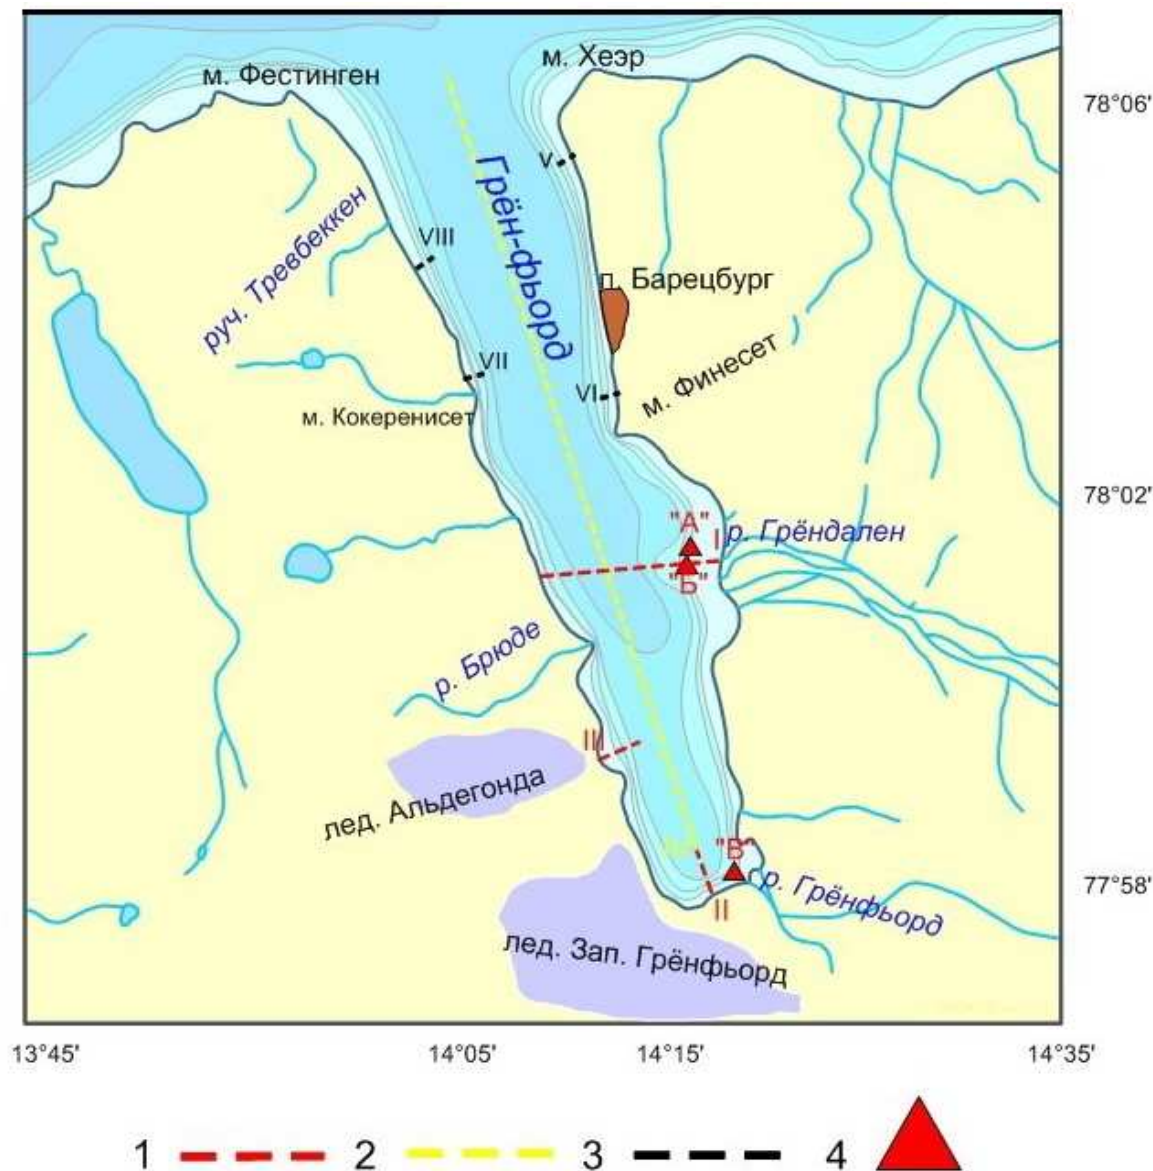 м. Фестинген
м. Хеэр
78°06'
V
Грён-фьорд
VIII
руч. Тревбеккен
п. Барецбург
VII
VI
м. Финесет
м. Кокеренисет
78°02'
"А"
I
р. Грёндален
"Б"
р. Брюде
III
лед. Альдегонда
"В"
77°58'
р. Грёнфьорд
II
лед. Зап. Грёнфьорд
13°45' 14°05' 14°15' 14°35'
1 2 3 4